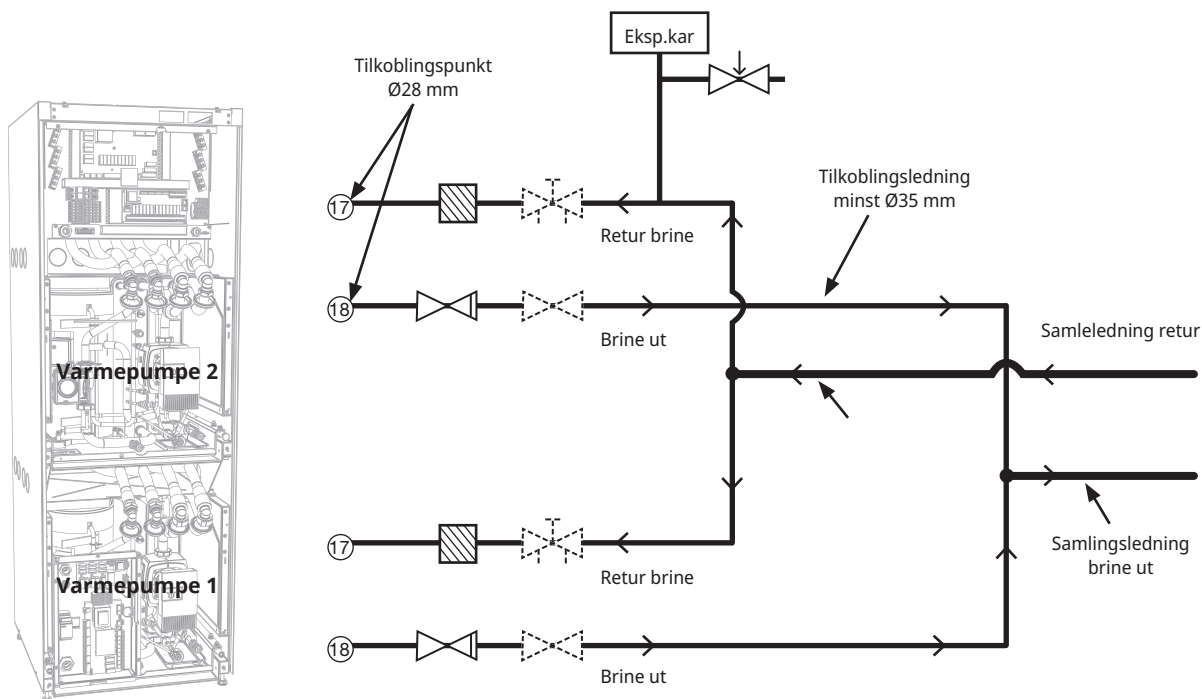 Eksp.kar
Tilkoblingspunkt
Ø28 mm
17
Retur brine
Tilkoblingsledning
minst Ø35 mm
18
Brine ut
Samleledning retur
Varmepumpe 2
17
Retur brine
Samlingsledning
brine ut
Varmepumpe 1
18
Brine ut